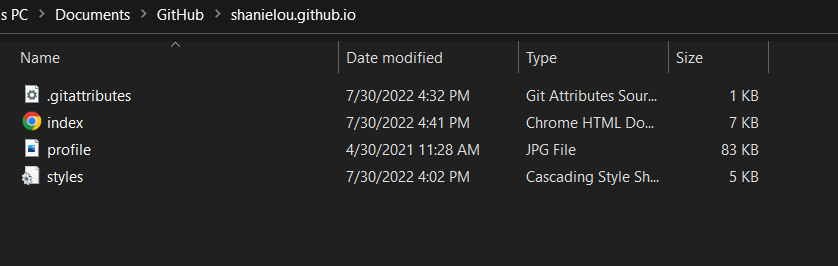 's PC > Documents > GitHub > shanielou.github.io
Name Date modified Type Size
.gitattributes 7/30/2022 4:32 PM Git Attributes Sour... 1 KB
index 7/30/2022 4:41 PM Chrome HTML Do... 7 KB
profile 4/30/2021 11:28 AM JPG File 83 KB
styles 7/30/2022 4:02 PM Cascading Style Sh... 5 KB